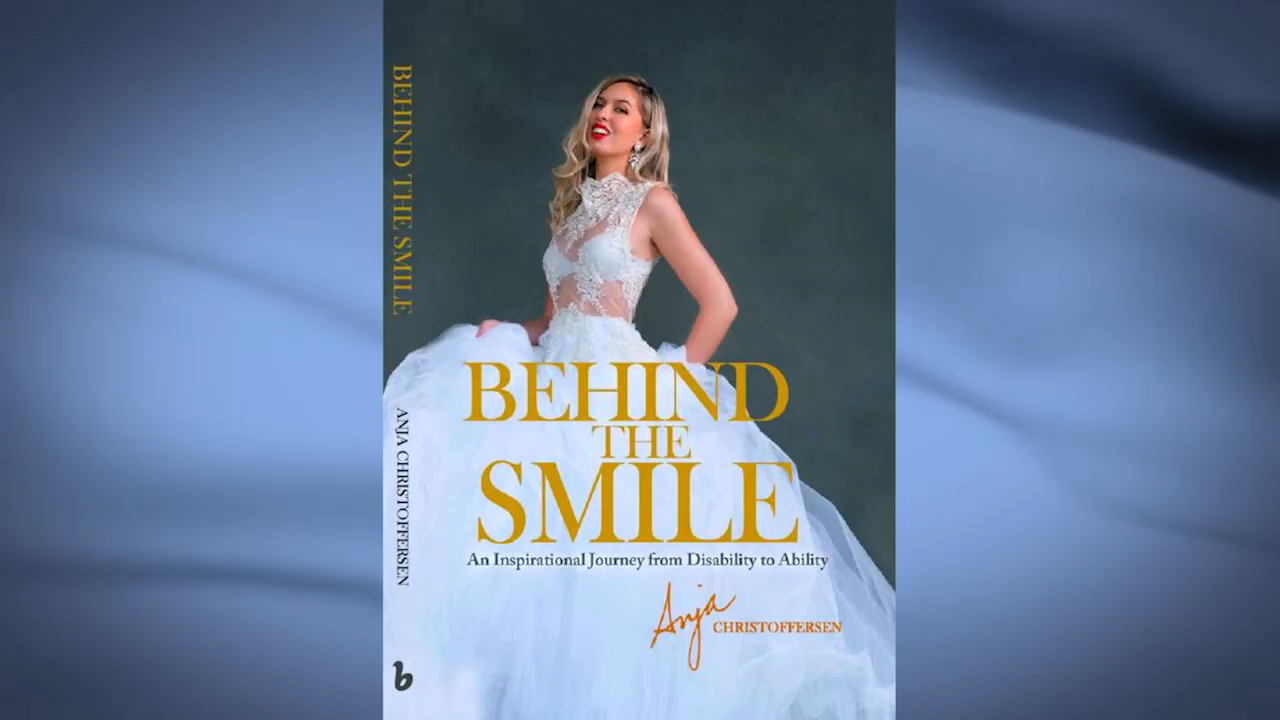 BEHIND THE SMILE
ANJA CHRISTOFFERSEN
b
BEHIND
THE
SMILE
An Inspirational Journey from Disability to Ability
Anja
CHRISTOFFERSEN